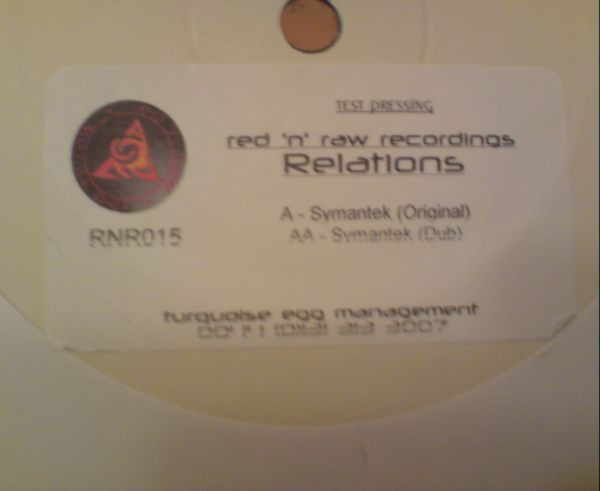 TEST PRESSING
red 'n' raw recordings
Relations
A - Symantek (Original)
AA - Symantek (Dub)
RNR015
turquoise egg management